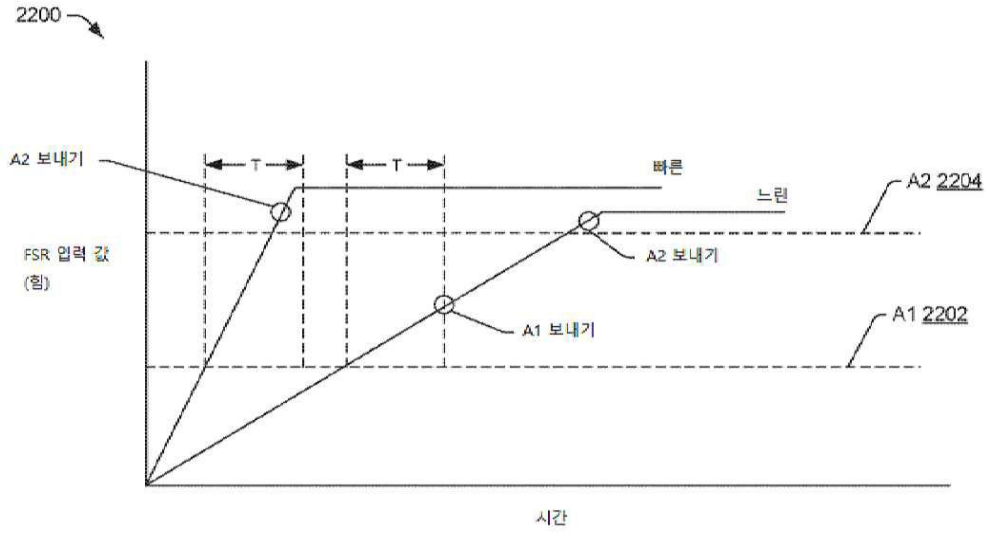 2200
A2 보내기
T
T
빠른
느린
A2 2204
FSR 입력 값
(힘)
A2 보내기
A1 보내기
A1 2202
시간